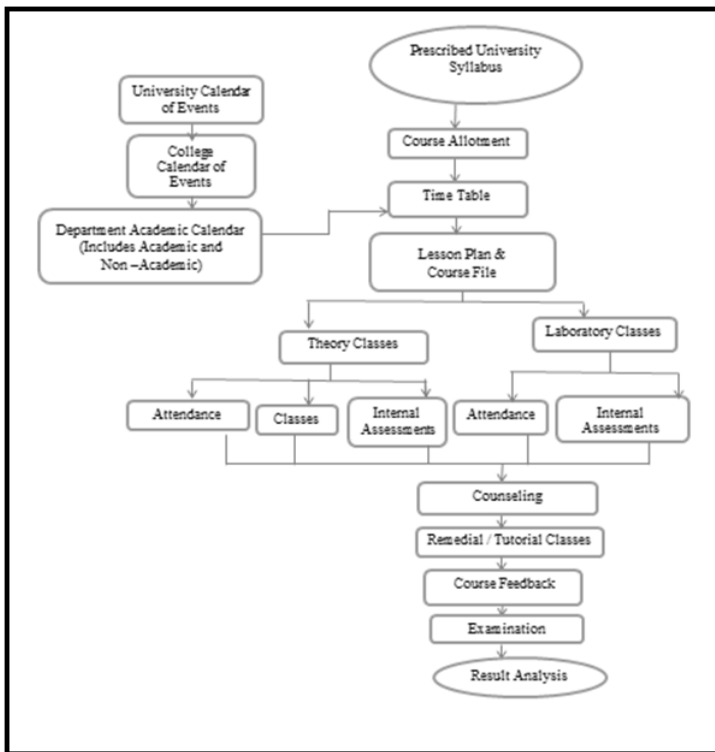 Prescribed University
Syllabus
University Calendar
of Events
Course Allotment
College
Calendar of
Events
Time Table
Department Academic Calendar
(Includes Academic and
Non –Academic)
Lesson Plan &
Course File
Theory Classes
Laboratory Classes
Attendance
Classes
Internal
Assessments
Attendance
Internal
Assessments
Counseling
Remedial / Tutorial Classes
Course Feedback
Examination
Result Analysis